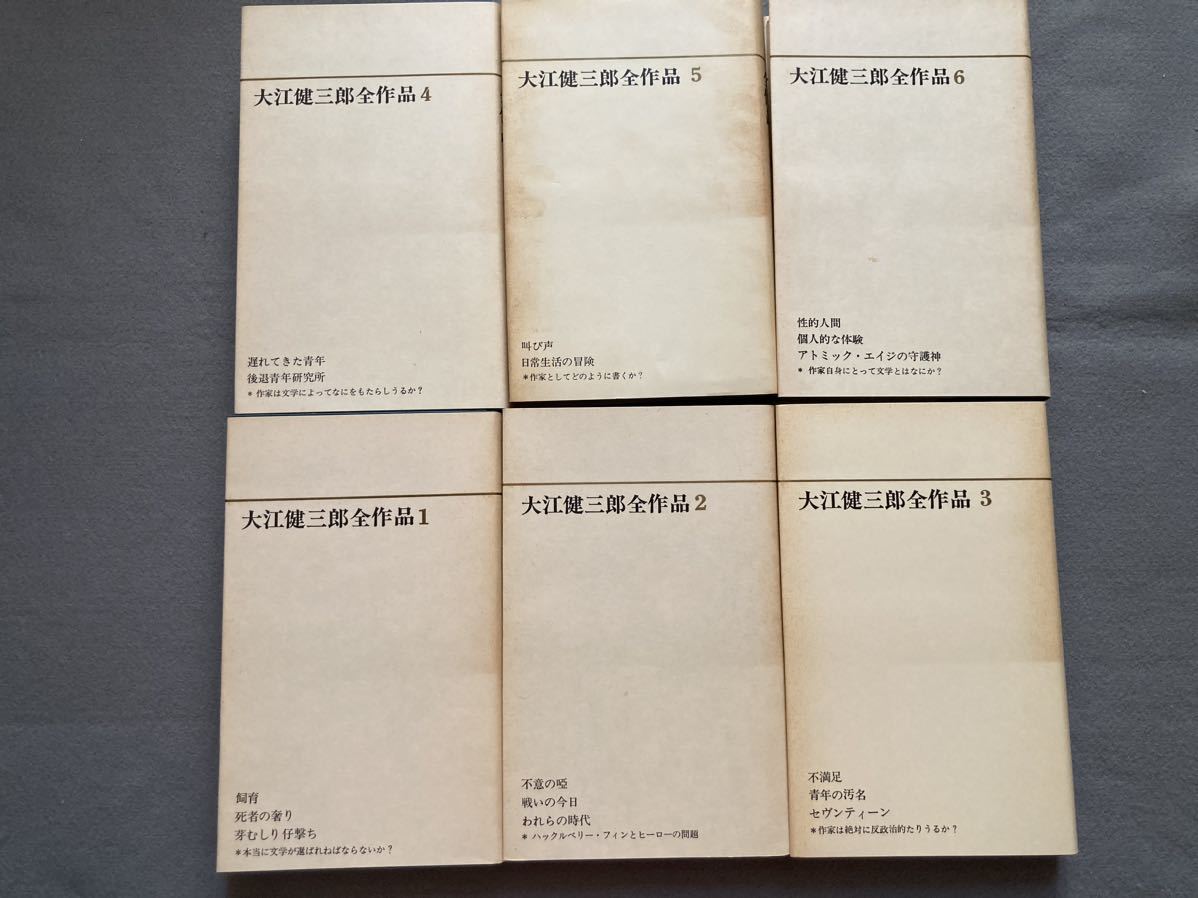 大江健三郎全作品 4
遅れてきた青年
後退青年研究所
* 作家は文学によってなにをもたらしうるか?
大江健三郎全作品 5
叫び声
日常生活の冒険
* 作家としてどのように書くか?
大江健三郎全作品 6
性的人間
個人的な体験
アトミック・エイジの守護神
* 作家自身にとって文学とはなにか?
大江健三郎全作品 1
飼育
死者の奢り
芽むしり仔撃ち
* 本当に文学が選ばれねばならないか?
大江健三郎全作品 2
不意の啞
戦いの今日
われらの時代
* ハックルベリー・フィンとヒーローの問題
大江健三郎全作品 3
不満足
青年の汚名
セヴンティーン
* 作家は絶対に反政治的たりうるか?